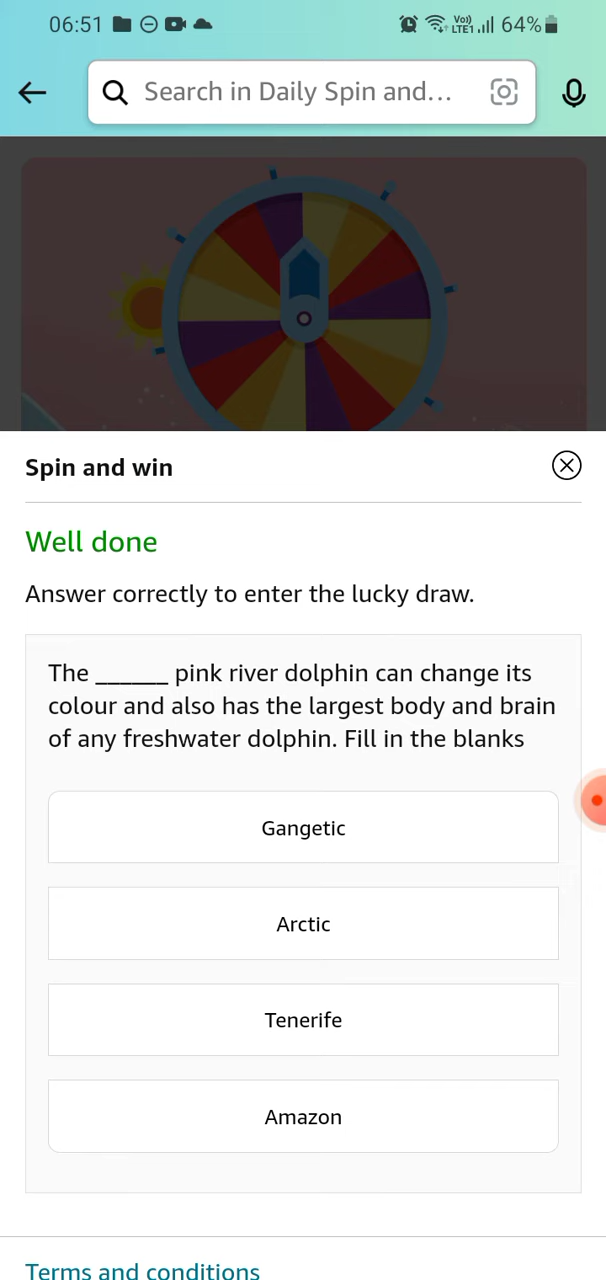 06:51 Vo)) LTE1 64%
Search in Daily Spin and...
Spin and win
Well done
Answer correctly to enter the lucky draw.
The ______ pink river dolphin can change its
colour and also has the largest body and brain
of any freshwater dolphin. Fill in the blanks
Gangetic
Arctic
Tenerife
Amazon
Terms and conditions